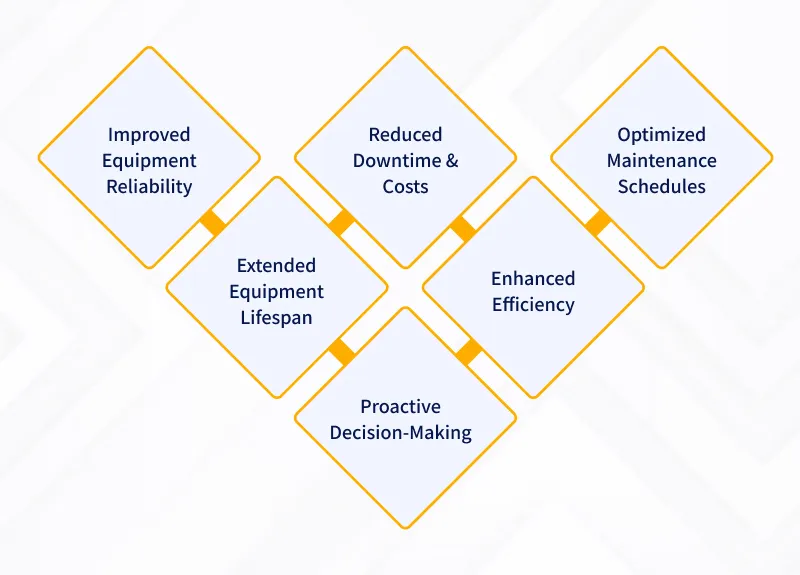 Improved
Equipment
Reliability
Reduced
Downtime &
Costs
Optimized
Maintenance
Schedules
Extended
Equipment
Lifespan
Enhanced
Efficiency
Proactive
Decision-Making